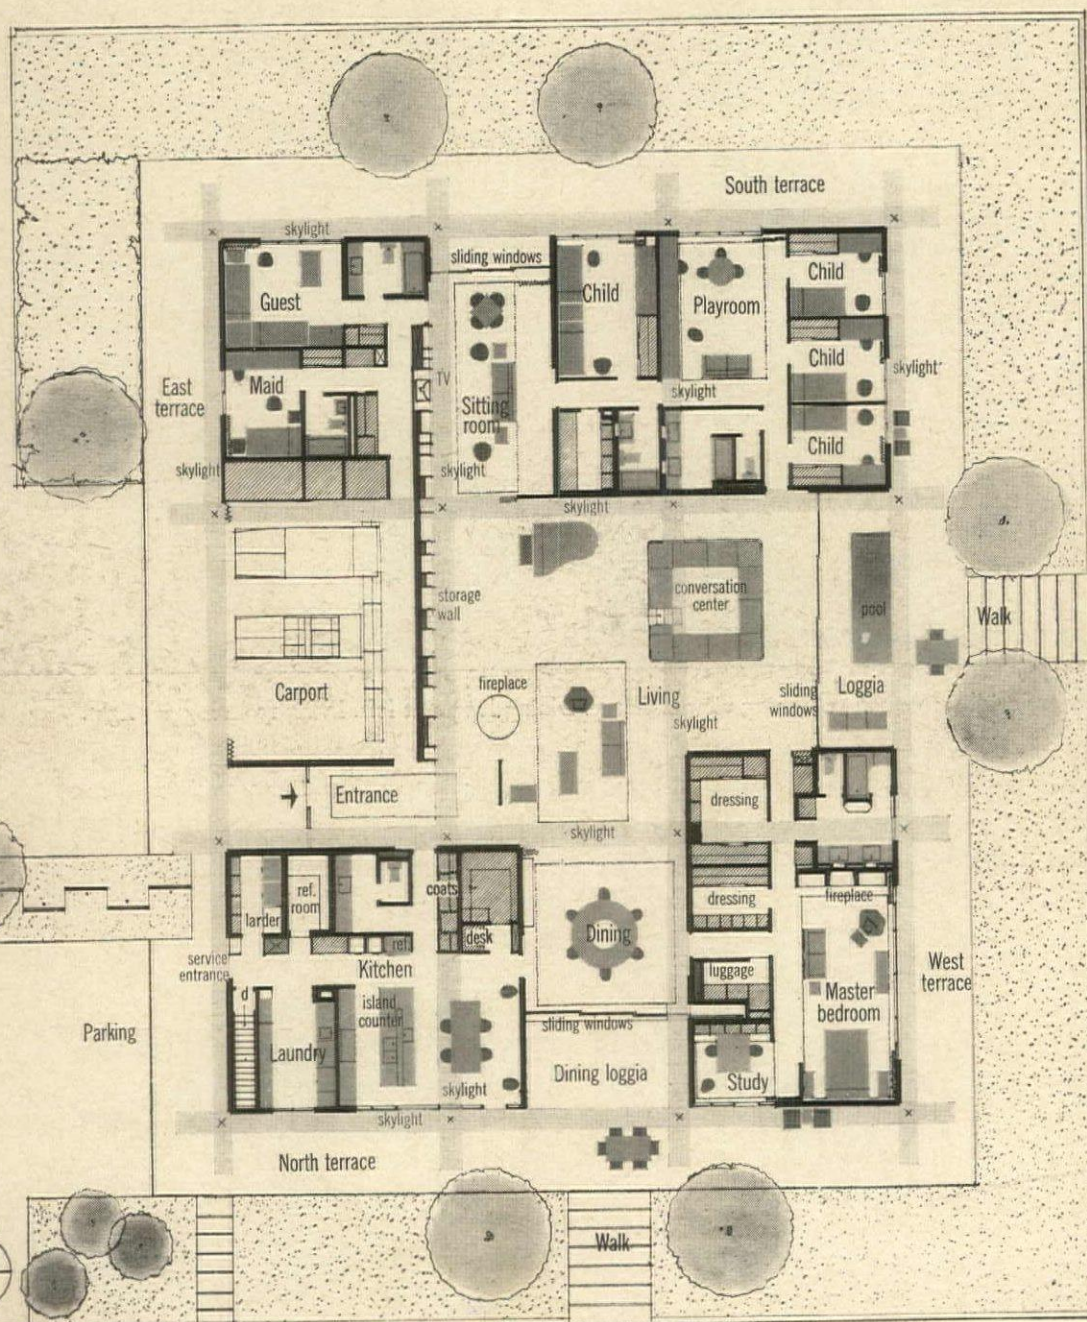 South terrace
skylight
sliding windows
Child
Child
Guest
Playroom
Child
skylight
East
terrace
Maid
TV
skylight
Sitting
room
Child
skylight
skylight
skylight
conversation
center
storage
wall
pool
Walk
Carport
fireplace
Living
sliding
windows
Loggia
skylight
Entrance
dressing
skylight
larder
ref.
room
coats
dressing
fireplace
desk
Dining
ref.
service
entrance
Kitchen
luggage
West
terrace
d
island
counter
Master
bedroom
Parking
Laundry
sliding windows
skylight
Dining loggia
Study
skylight
North terrace
Walk